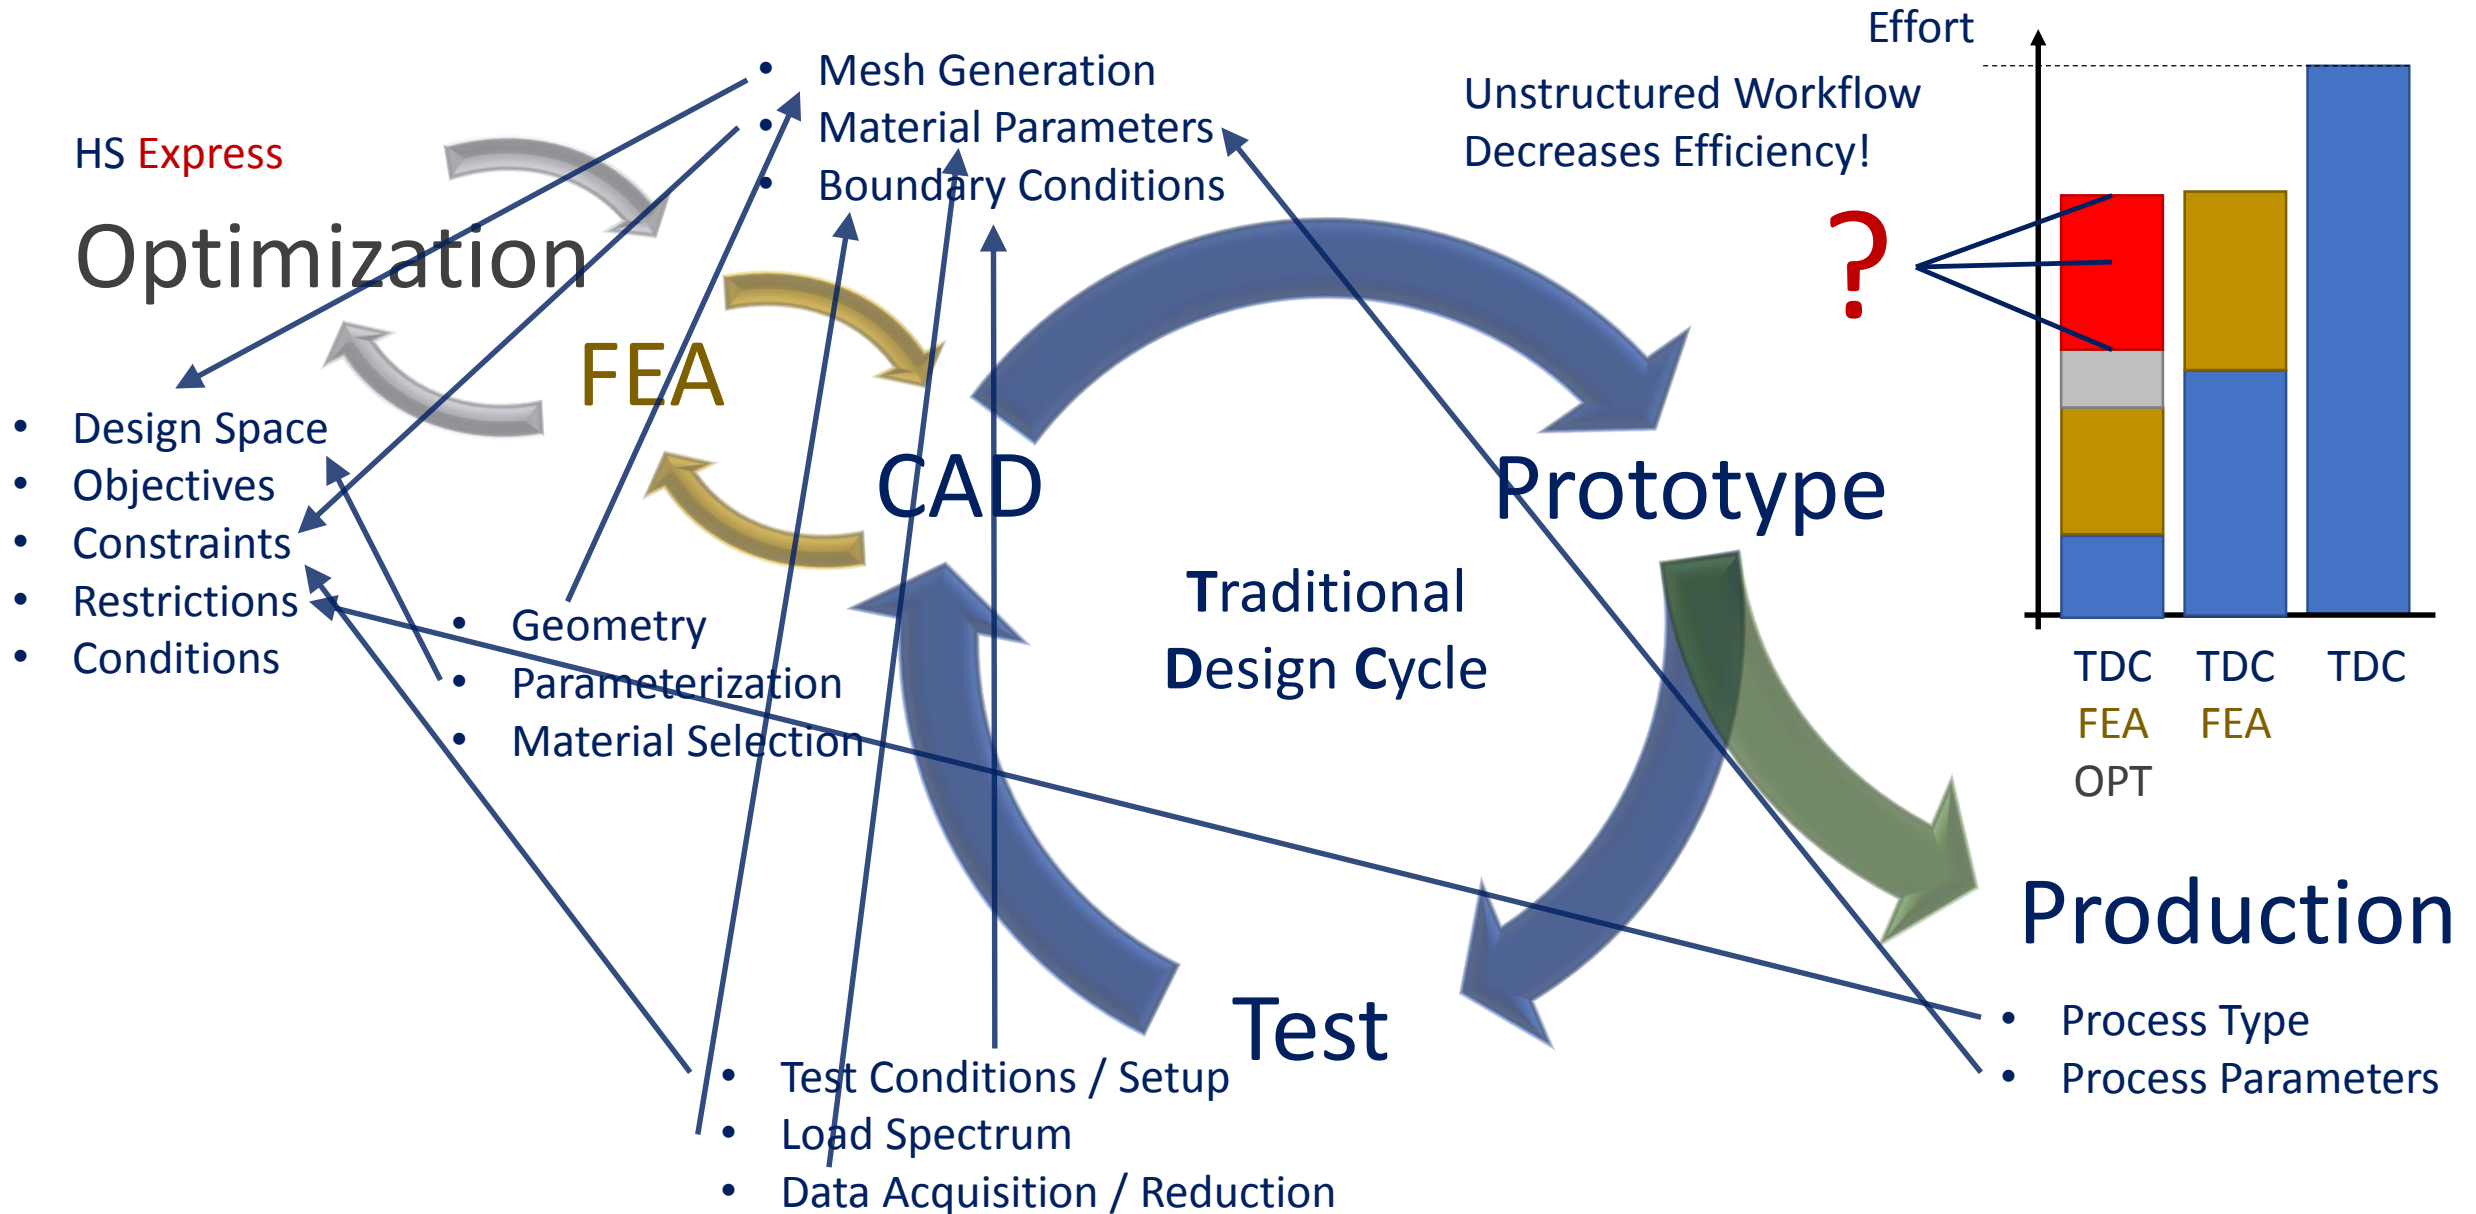 Effort
• Mesh Generation
• Material Parameters
• Boundary Conditions
Unstructured Workflow
Decreases Efficiency!
HS Express
Optimization
?
FEA
CAD
Prototype
• Design Space
• Objectives
• Constraints
• Restrictions
• Conditions
Traditional
Design Cycle
• Geometry
• Parameterization
• Material Selection
TDC
FEA
OPT
TDC
FEA
TDC
Production
• Process Type
• Process Parameters
Test
• Test Conditions / Setup
• Load Spectrum
• Data Acquisition / Reduction